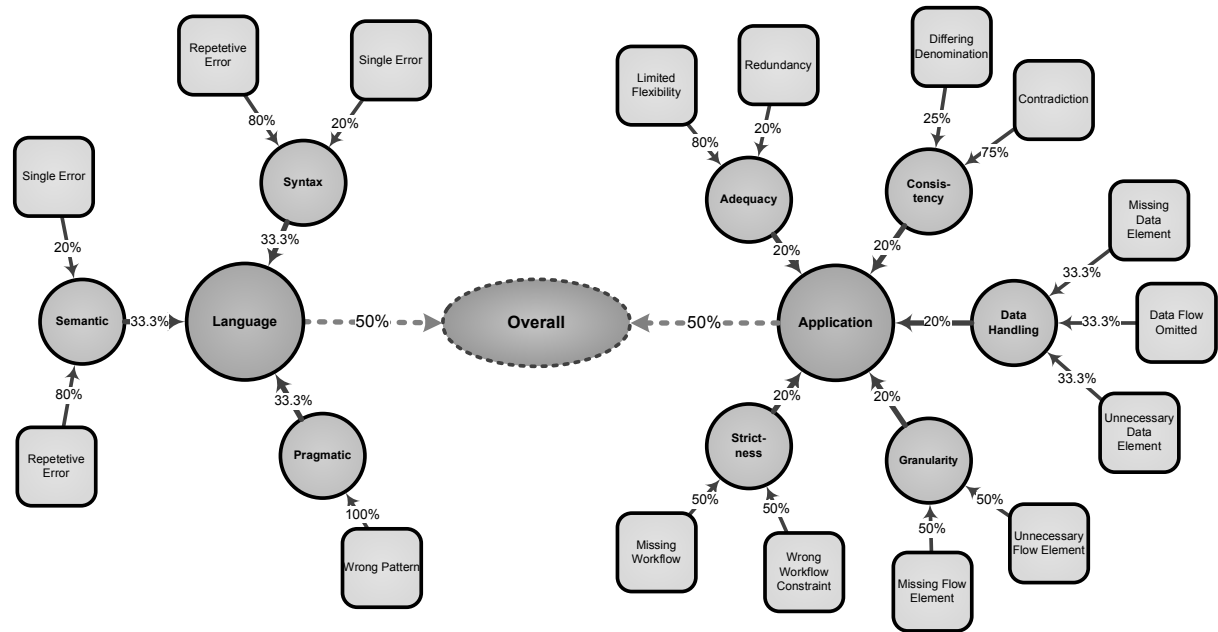 Repetetive
Error
Single Error
80%
20%
Syntax
33.3%
Single Error
20%
Semantic
33.3%
Language
80%
Repetetive
Error
33.3%
Pragmatic
100%
Wrong Pattern
50%
Overall
50%
Limited
Flexibility
Redundancy
80%
20%
Adequacy
20%
Differing
Denomination
Contradiction
25%
75%
Consis-
tency
20%
Application
Missing
Data
Element
33.3%
Data Flow
Omitted
33.3%
20%
Data
Handling
33.3%
Unnecessary
Data
Element
20%
Strict-
ness
50%
50%
Missing
Workflow
Wrong
Workflow
Constraint
20%
Granularity
50%
50%
Missing Flow
Element
Unnecessary
Flow Element